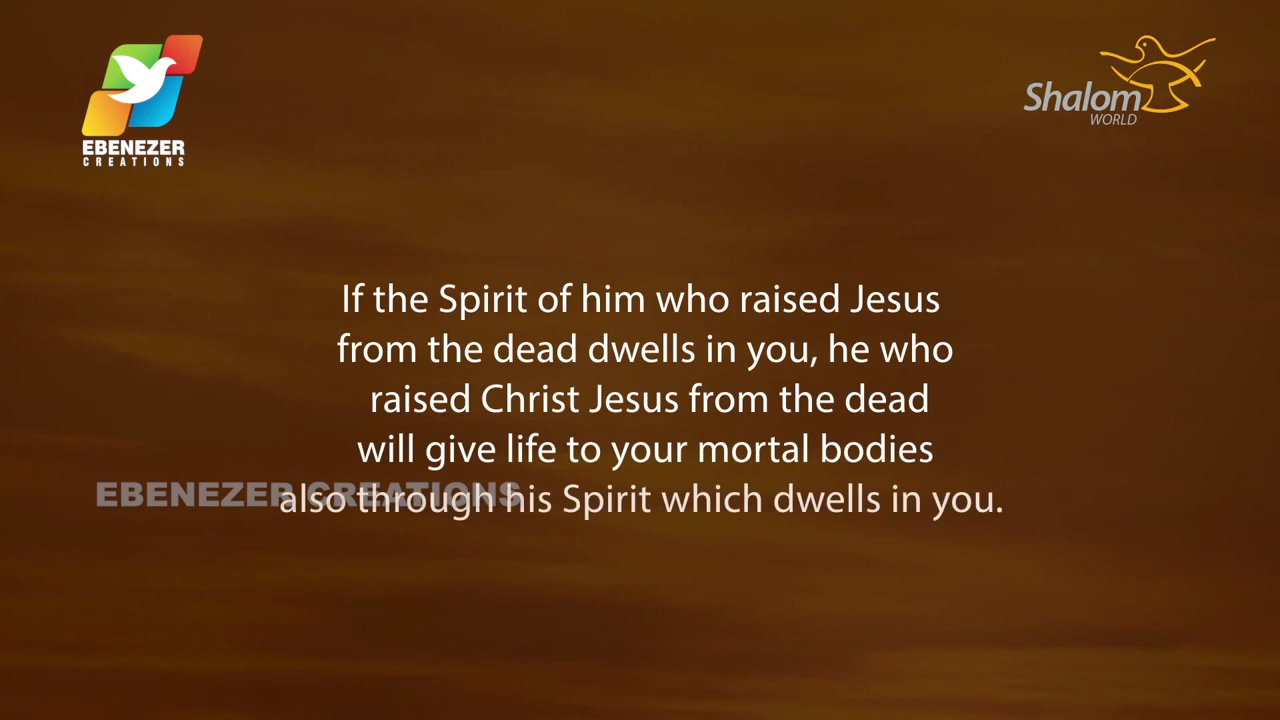 EBENEZER
CREATIONS
Shalom
WORLD
If the Spirit of him who raised Jesus
from the dead dwells in you, he who
raised Christ Jesus from the dead
will give life to your mortal bodies
also through his Spirit which dwells in you.
EBENEZER CREATIONS